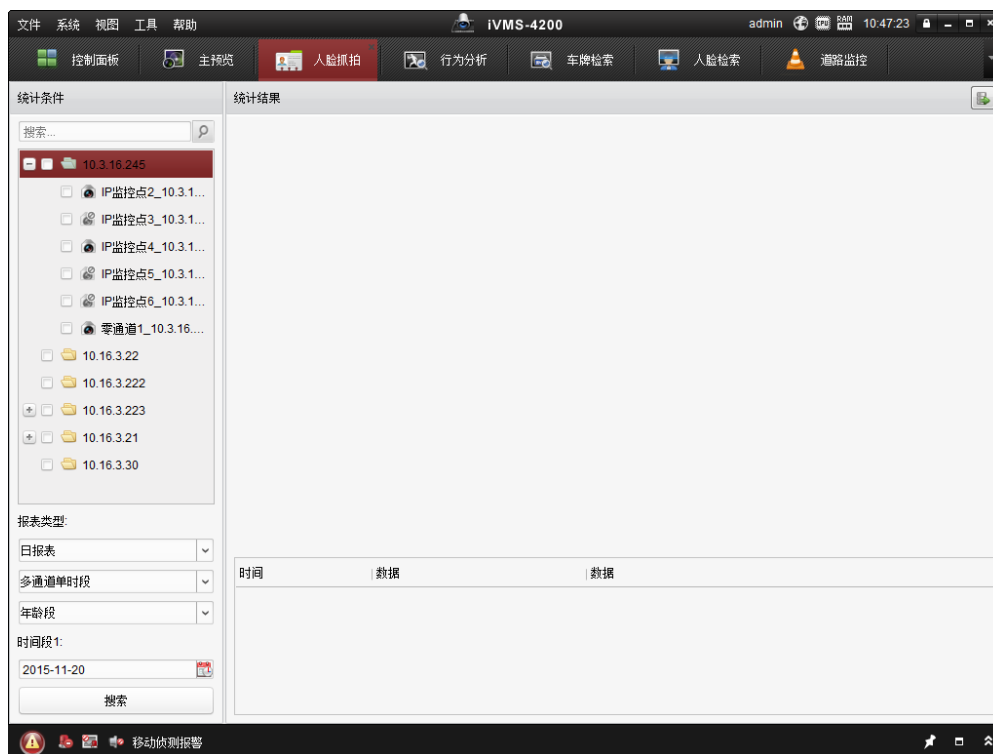 文件 系统 视图 工具 帮助 iVMS-4200 admin CPU RAM 10:47:23
控制面板 主预览 人脸抓拍 行为分析 车牌检索 人脸检索 道路监控
统计条件 统计结果
搜索...
10.3.16.245
IP监控点2_10.3.1...
IP监控点3_10.3.1...
IP监控点4_10.3.1...
IP监控点5_10.3.1...
IP监控点6_10.3.1...
零通道1_10.3.16....
10.16.3.22
10.16.3.222
10.16.3.223
10.16.3.21
10.16.3.30
报表类型:
日报表
多通道单时段
年龄段
时间段1:
2015-11-20
搜索
时间 数据 数据
移动侦测报警